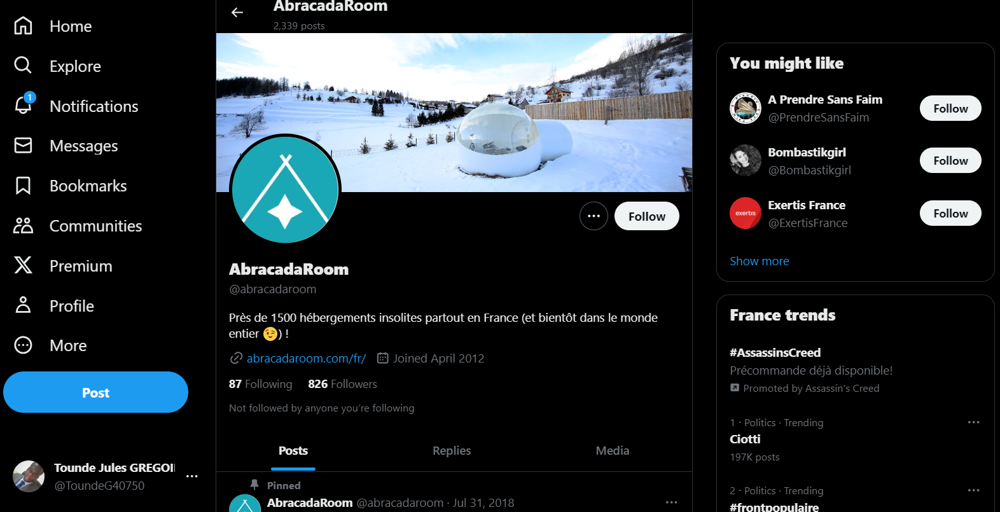 Home
Explore
1
Notifications
Messages
Bookmarks
Communities
Premium
Profile
More
Post
Tounde Jules GREGOI
@ToundeG40750
AbracadaRoom
2,339 posts
Follow
AbracadaRoom
@abracadaroom
Près de 1500 hébergements insolites partout en France (et bientôt dans le monde
entier 😉) !
abracadaroom.com/fr/ Joined April 2012
87 Following 826 Followers
Not followed by anyone you're following
Posts Replies Media
Pinned
AbracadaRoom @abracadaroom · Jul 31, 2018
You might like
A Prendre Sans Faim
@PrendreSansFaim
Follow
Bombastikgirl
@Bombastikgirl
Follow
exertis
Exertis France
@ExertisFrance
Follow
Show more
France trends
#AssassinsCreed
Précommande déjà disponible!
Promoted by Assassin's Creed
1 · Politics · Trending
Ciotti
197K posts
2 · Politics · Trending
#frontpopulaire